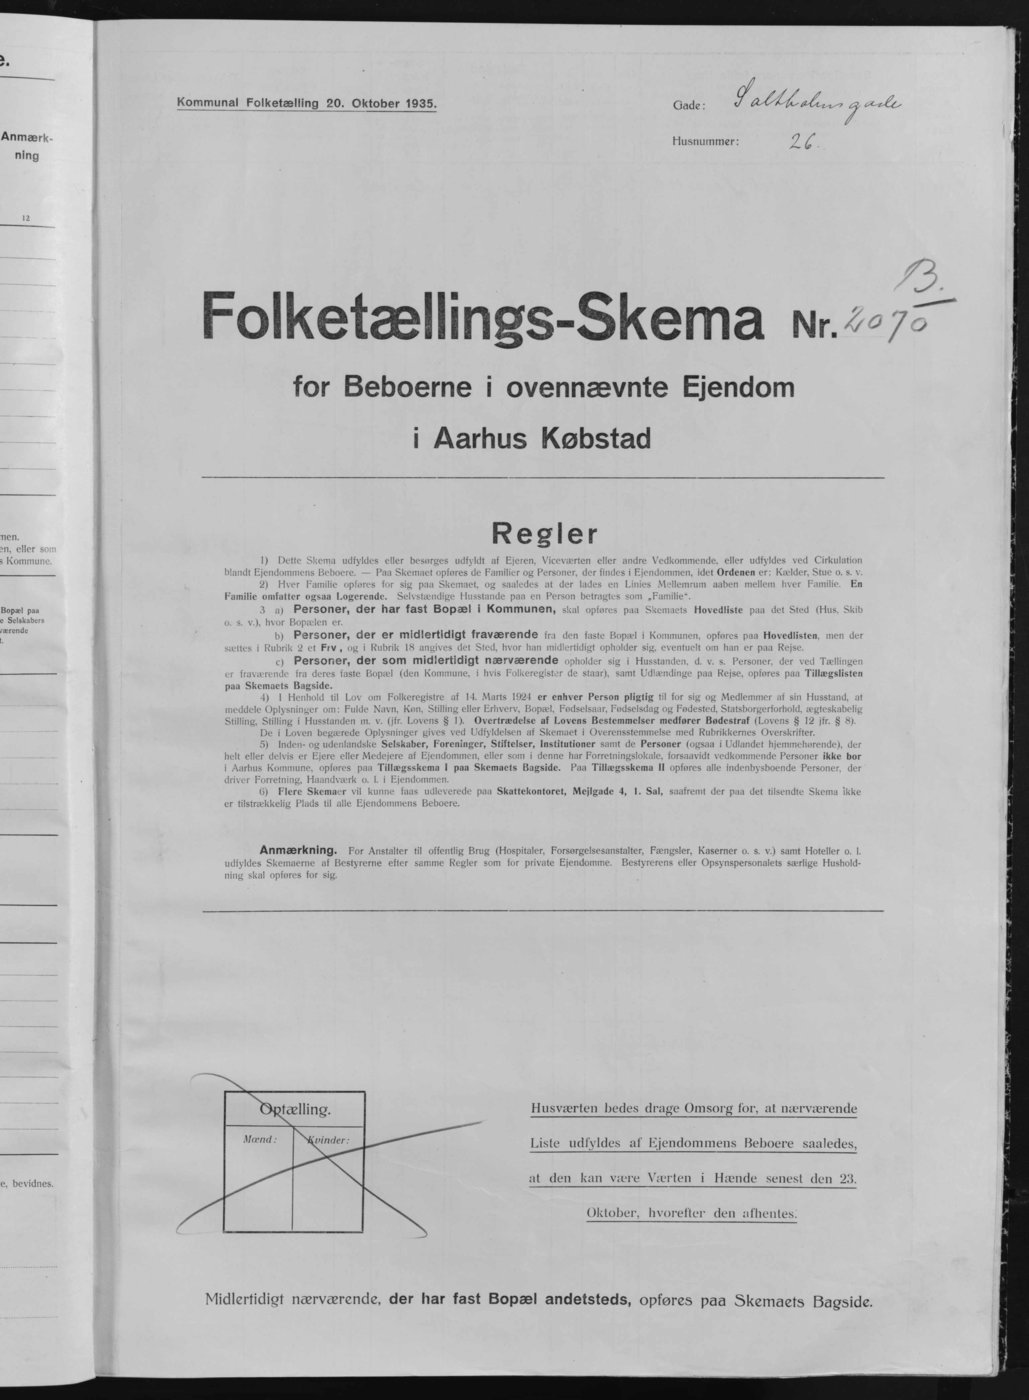 e.
Anmærk-
ning
12
men.
en, eller som
s Kommune.
Bopæl paa
e Selskabers
værende
t.
e, bevidnes.
Kommunal Folketælling 20. Oktober 1935.
Gade: Saltholmsgade
Husnummer: 26.
B.
Folketællings-Skema Nr. 2070
for Beboerne i ovennævnte Ejendom
i Aarhus Købstad
Regler
1) Dette Skema udfyldes eller besørges udfyldt af Ejeren, Viceværten eller andre Vedkommende, eller udfyldes ved Cirkulation
blandt Ejendommens Beboere. — Paa Skemaet opføres de Familier og Personer, der findes i Ejendommen, idet Ordenen er: Kælder, Stue o. s. v.
2) Hver Familie opføres for sig paa Skemaet, og saaledes at der lades en Linies Mellemrum aaben mellem hver Familie. En
Familie omfatter ogsaa Logerende. Selvstændige Husstande paa en Person betragtes som „Familie“.
3 a) Personer, der har fast Bopæl i Kommunen, skal opføres paa Skemaets Hovedliste paa det Sted (Hus, Skib
o. s. v.), hvor Bopælen er.
b) Personer, der er midlertidigt fraværende fra den faste Bopæl i Kommunen, opføres paa Hovedlisten, men der
sættes i Rubrik 2 et Frv , og i Rubrik 18 angives det Sted, hvor han midlertidigt opholder sig, eventuelt om han er paa Rejse.
c) Personer, der som midlertidigt nærværende opholder sig i Husstanden, d. v. s. Personer, der ved Tællingen
er fraværende fra deres faste Bopæl (den Kommune, i hvis Folkeregister de staar), samt Udlændinge paa Rejse, opføres paa Tillægslisten
paa Skemaets Bagside.
4) I Henhold til Lov om Folkeregistre af 14. Marts 1924 er enhver Person pligtig til for sig og Medlemmer af sin Husstand, at
meddele Oplysninger om: Fulde Navn, Køn, Stilling eller Erhverv, Bopæl, Fødselsaar, Fødselsdag og Fødested, Statsborgerforhold, ægteskabelig
Stilling, Stilling i Husstanden m. v. (jfr. Lovens § 1). Overtrædelse af Lovens Bestemmelser medfører Bødestraf (Lovens § 12 jfr. § 8).
De i Loven begærede Oplysninger gives ved Udfyldelsen af Skemaet i Overensstemmelse med Rubrikkernes Overskrifter.
5) Inden- og udenlandske Selskaber, Foreninger, Stiftelser, Institutioner samt de Personer (ogsaa i Udlandet hjemmehørende), der
helt eller delvis er Ejere eller Medejere af Ejendommen, eller som i denne har Forretningslokale, forsaavidt vedkommende Personer ikke bor
i Aarhus Kommune, opføres paa Tillægsskema I paa Skemaets Bagside. Paa Tillægsskema II opføres alle indenbysboende Personer, der
driver Forretning, Haandværk o. l. i Ejendommen.
6) Flere Skemaer vil kunne faas udleverede paa Skattekontoret, Mejlgade 4, 1. Sal, saafremt der paa det tilsendte Skema ikke
er tilstrækkelig Plads til alle Ejendommens Beboere.
Anmærkning. For Anstalter til offentlig Brug (Hospitaler, Forsørgelsesanstalter, Fængsler, Kaserner o. s. v.) samt Hoteller o. l.
udfyldes Skemaerne af Bestyrerne efter samme Regler som for private Ejendomme. Bestyrerens eller Opsynspersonalets særlige Hushold-
ning skal opføres for sig.
Optælling.
Mænd: Kvinder:
Husværten bedes drage Omsorg for, at nærværende
Liste udfyldes af Ejendommens Beboere saaledes,
at den kan være Værten i Hænde senest den 23.
Oktober, hvorefter den afhentes.
Midlertidigt nærværende, der har fast Bopæl andetsteds, opføres paa Skemaets Bagside.